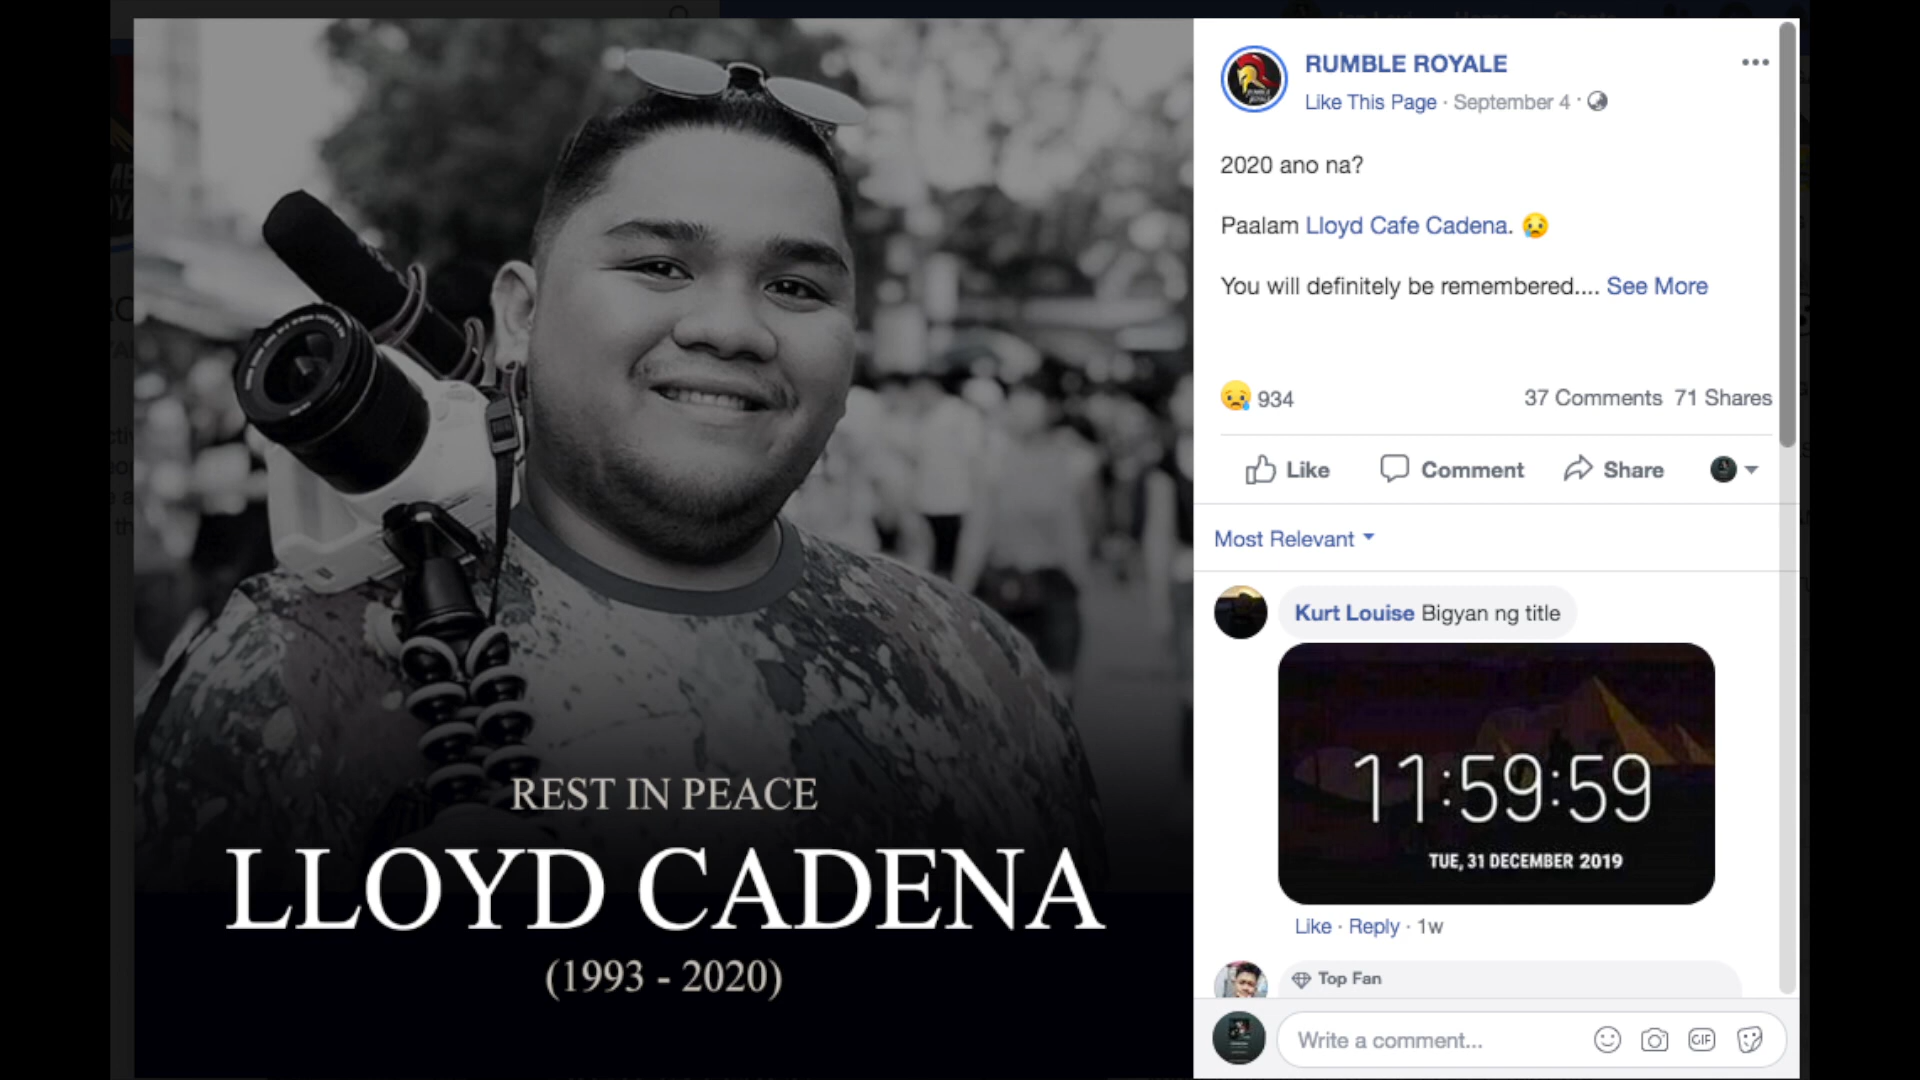 REST IN PEACE
LLOYD CADENA
(1993 - 2020)
RUMBLE ROYALE
Like This Page · September 4 ·
2020 ano na?
Paalam Lloyd Cafe Cadena. 😢
You will definitely be remembered.... See More
934
37 Comments 71 Shares
Like Comment Share
Most Relevant
Kurt Louise Bigyan ng title
11:59:59
TUE, 31 DECEMBER 2019
Like · Reply · 1w
Top Fan
Write a comment...
GIF